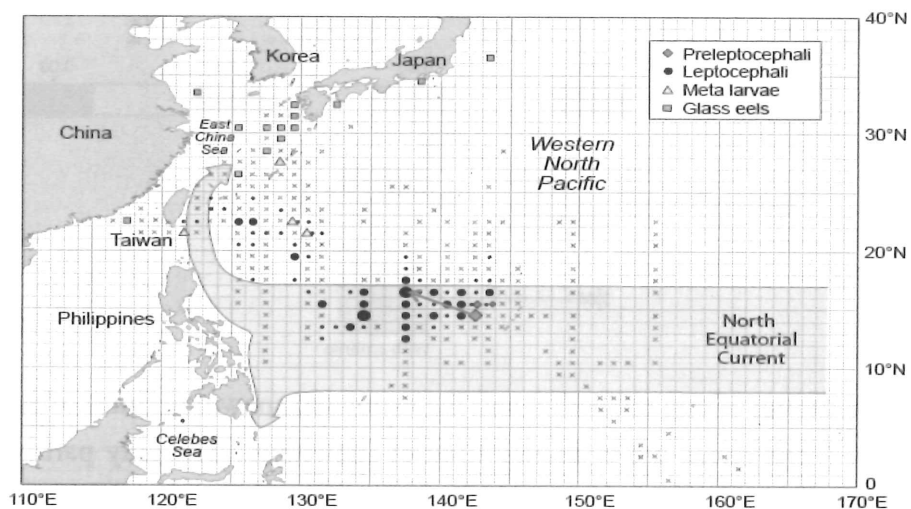 40°N
Korea
Japan
Preleptocephali
Leptocephali
Meta larvae
Glass eels
China
East
China
Sea
30°N
Western
North
Pacific
Taiwan
20°N
Philippines
North
Equatorial
Current
10°N
Celebes
Sea
0
110°E
120°E
130°E
140°E
150°E
160°E
170°E